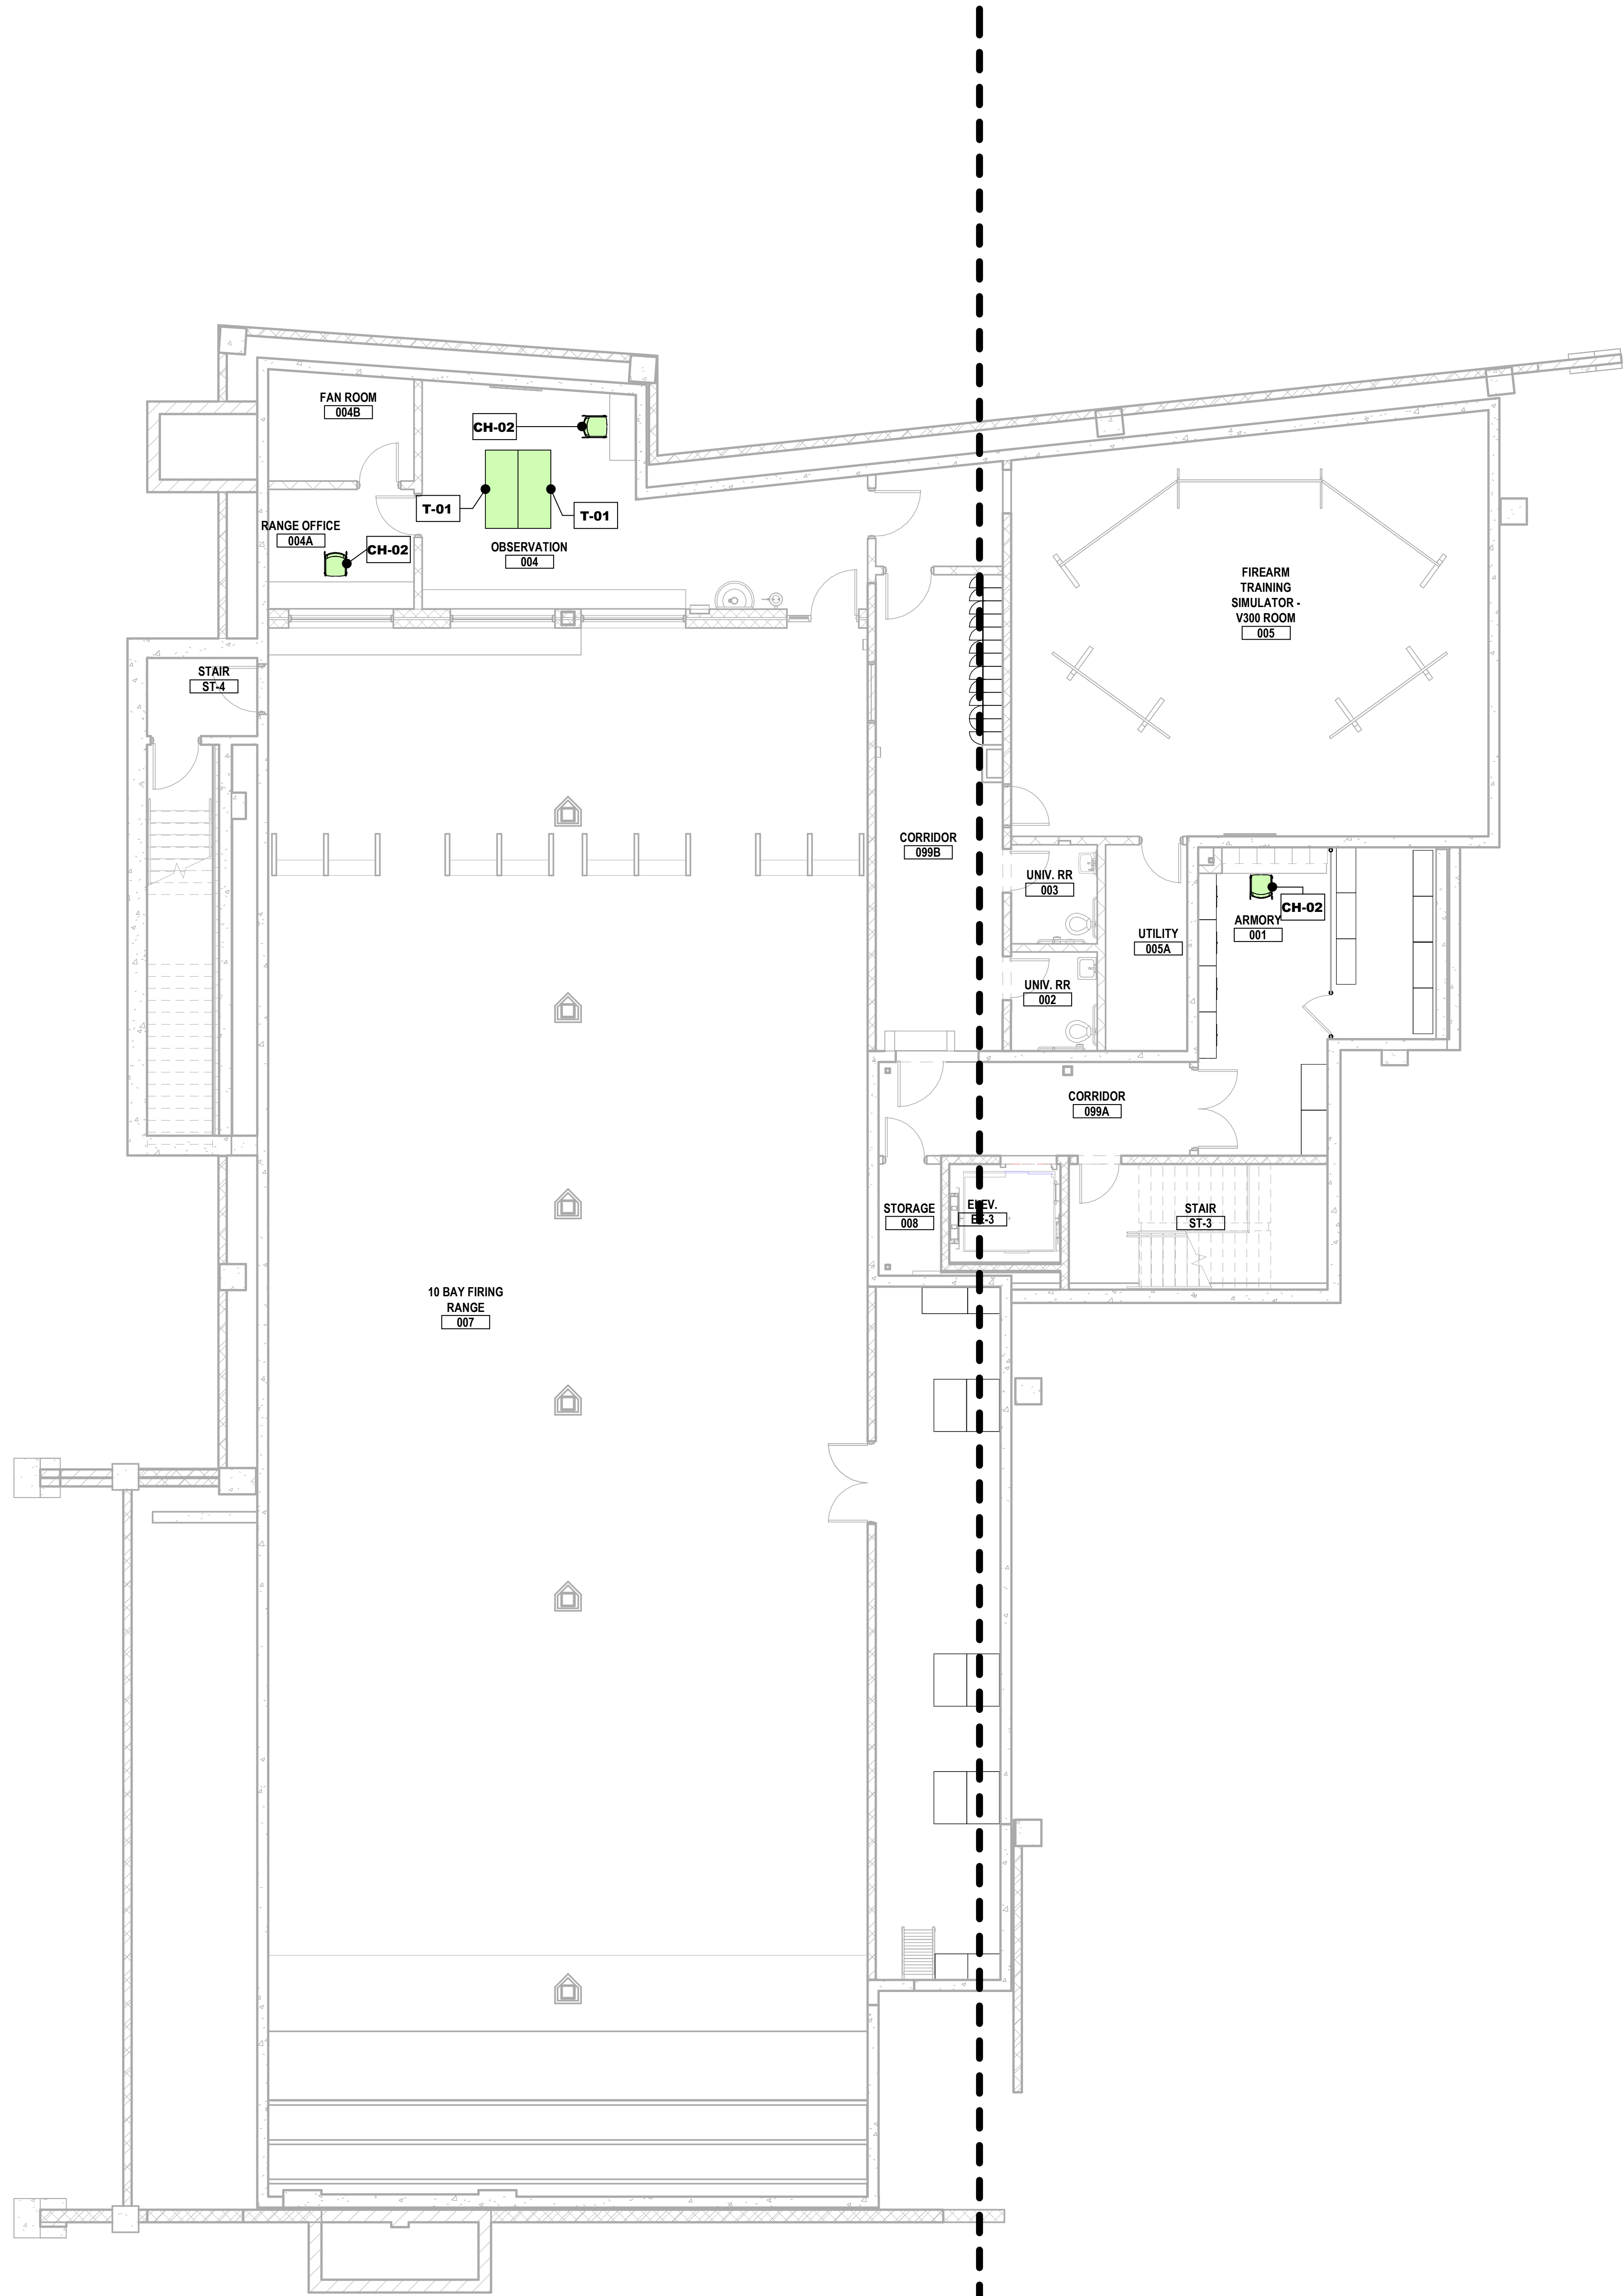 FAN ROOM
004B
CH-02
T-01
T-01
RANGE OFFICE
004A
CH-02
OBSERVATION
004
FIREARM
TRAINING
SIMULATOR -
V300 ROOM
005
STAIR
ST-4
CORRIDOR
099B
UNIV. RR
003
CH-02
ARMORY
001
UTILITY
005A
UNIV. RR
002
CORRIDOR
099A
STORAGE
008
ELEV.
STAIR
ST-3
10 BAY FIRING
RANGE
007